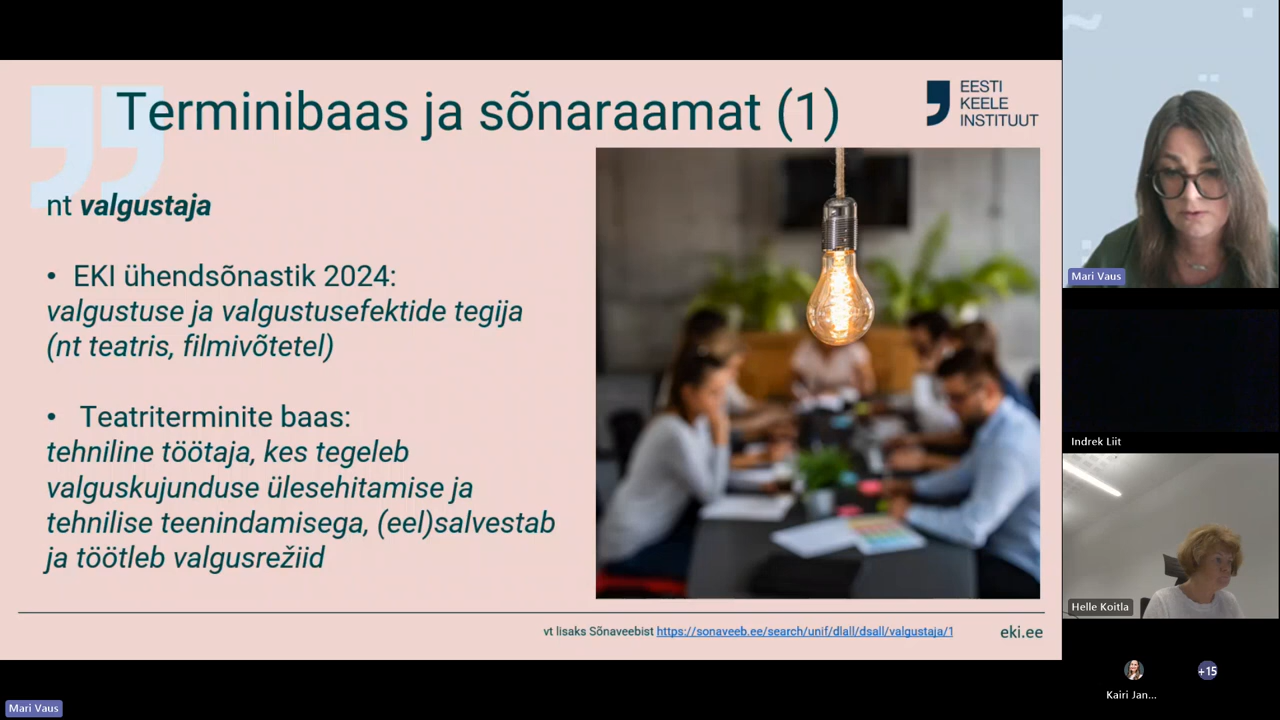 Terminibaas ja sõnaraamat (1)
EESTI
KEELE
INSTITUUT
nt valgustaja
• EKI ühendsõnastik 2024:
valgustuse ja valgustusefektide tegija
(nt teatris, filmivõtetel)
• Teatriterminite baas:
tehniline töötaja, kes tegeleb
valguskujunduse ülesehitamise ja
tehnilise teenindamisega, (eel)salvestab
ja töötleb valgusrežiid
vt lisaks Sõnaveebist https://sonaveeb.ee/search/unif/dlall/dsall/valgustaja/1
eki.ee
Mari Vaus
Mari Vaus
Indrek Liit
Helle Koitla
+15
Kairi Jan...